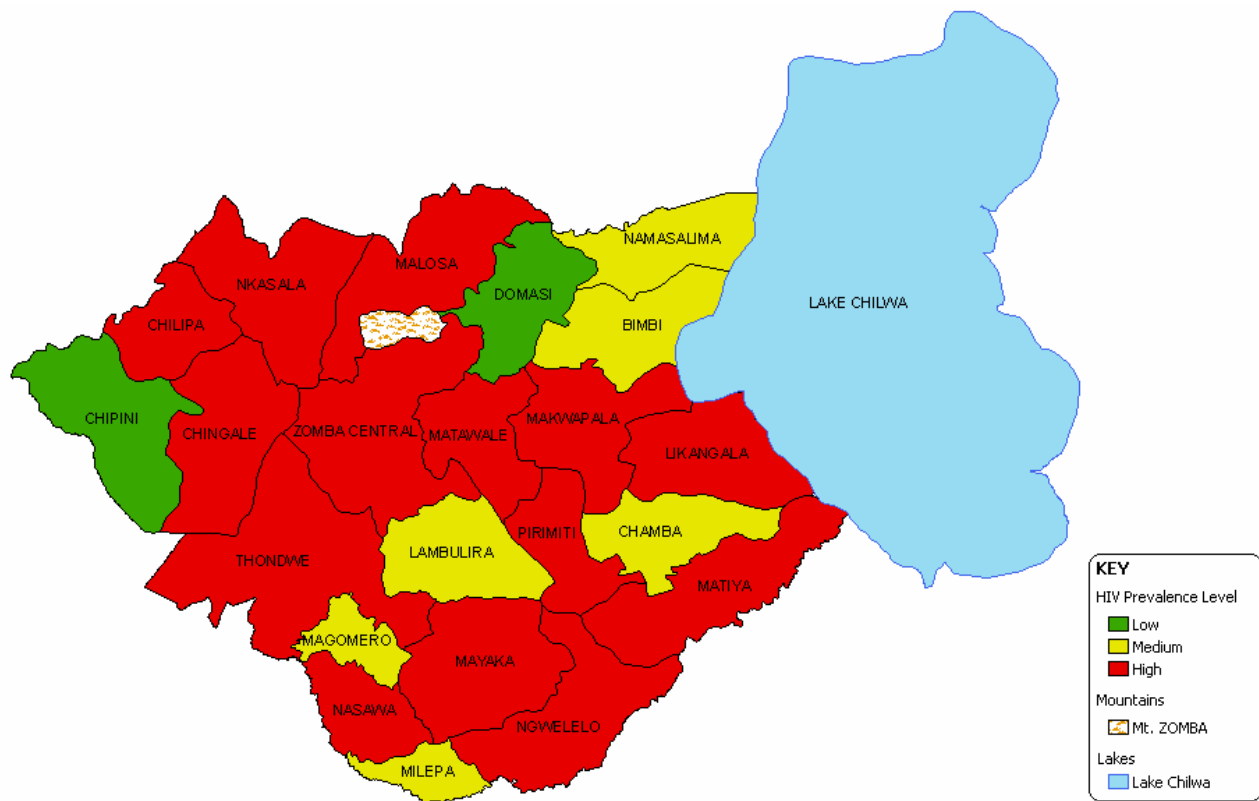 NAMASALIMA
MALOSA
NKASALA
DOMASI
LAKE CHILWA
CHILIPA
BIMBI
CHIPINI
MAKWAPALA
CHINGALE
ZOMBA CENTRAL
MATAWALE
LIKANGALA
PIRIMITI
CHAMBA
LAMBULIRA
THONDWE
MATIYA
MAGOMERO
MAYAKA
NASAWA
NGWELELO
MILEPA
KEY
HIV Prevalence Level
Low
Medium
High
Mountains
Mt. ZOMBA
Lakes
Lake Chilwa